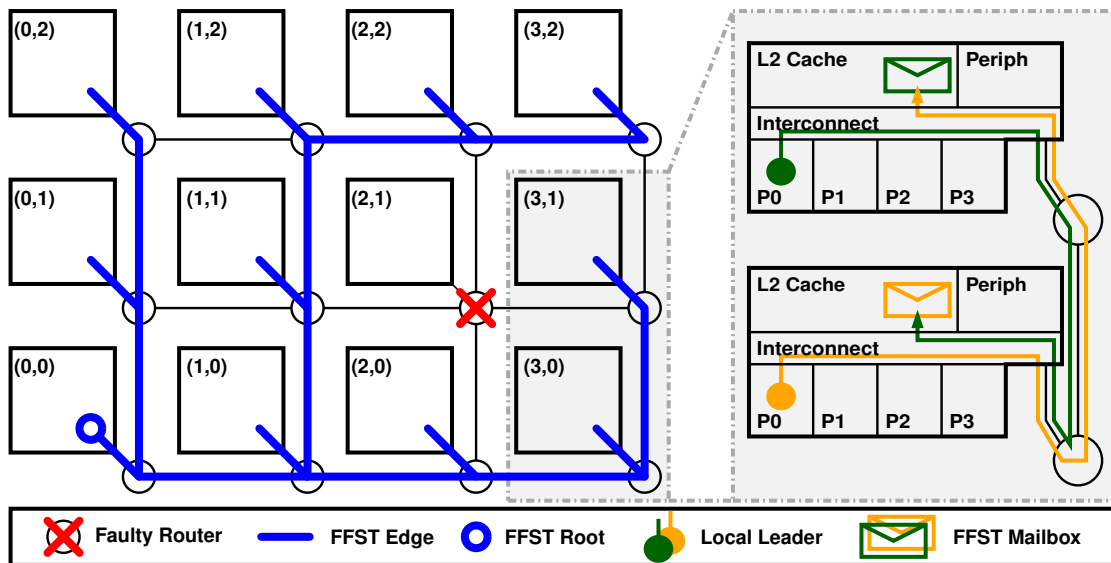 (0,2) (1,2) (2,2) (3,2)
(0,1) (1,1) (2,1) (3,1)
(0,0) (1,0) (2,0) (3,0)
L2 Cache Periph
Interconnect
P0 P1 P2 P3
L2 Cache Periph
Interconnect
P0 P1 P2 P3
Faulty Router FFST Edge FFST Root Local Leader FFST Mailbox